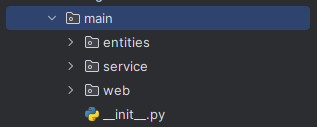 main
entities
service
web
__init__.py